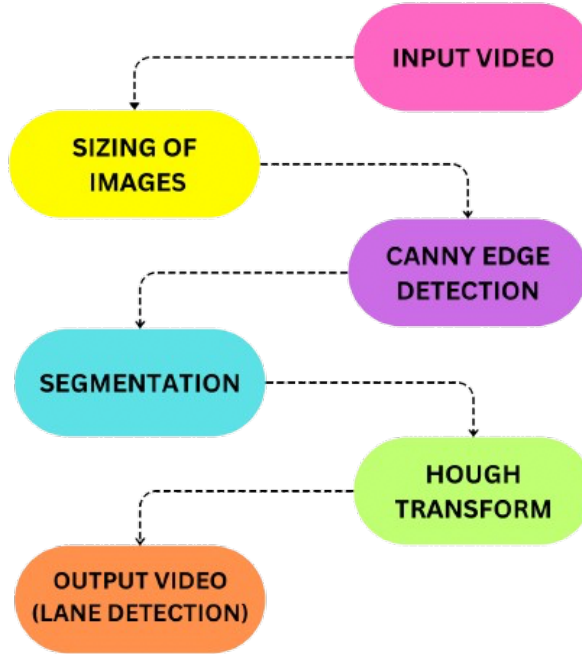 INPUT VIDEO
SIZING OF
IMAGES
CANNY EDGE
DETECTION
SEGMENTATION
HOUGH
TRANSFORM
OUTPUT VIDEO
(LANE DETECTION)